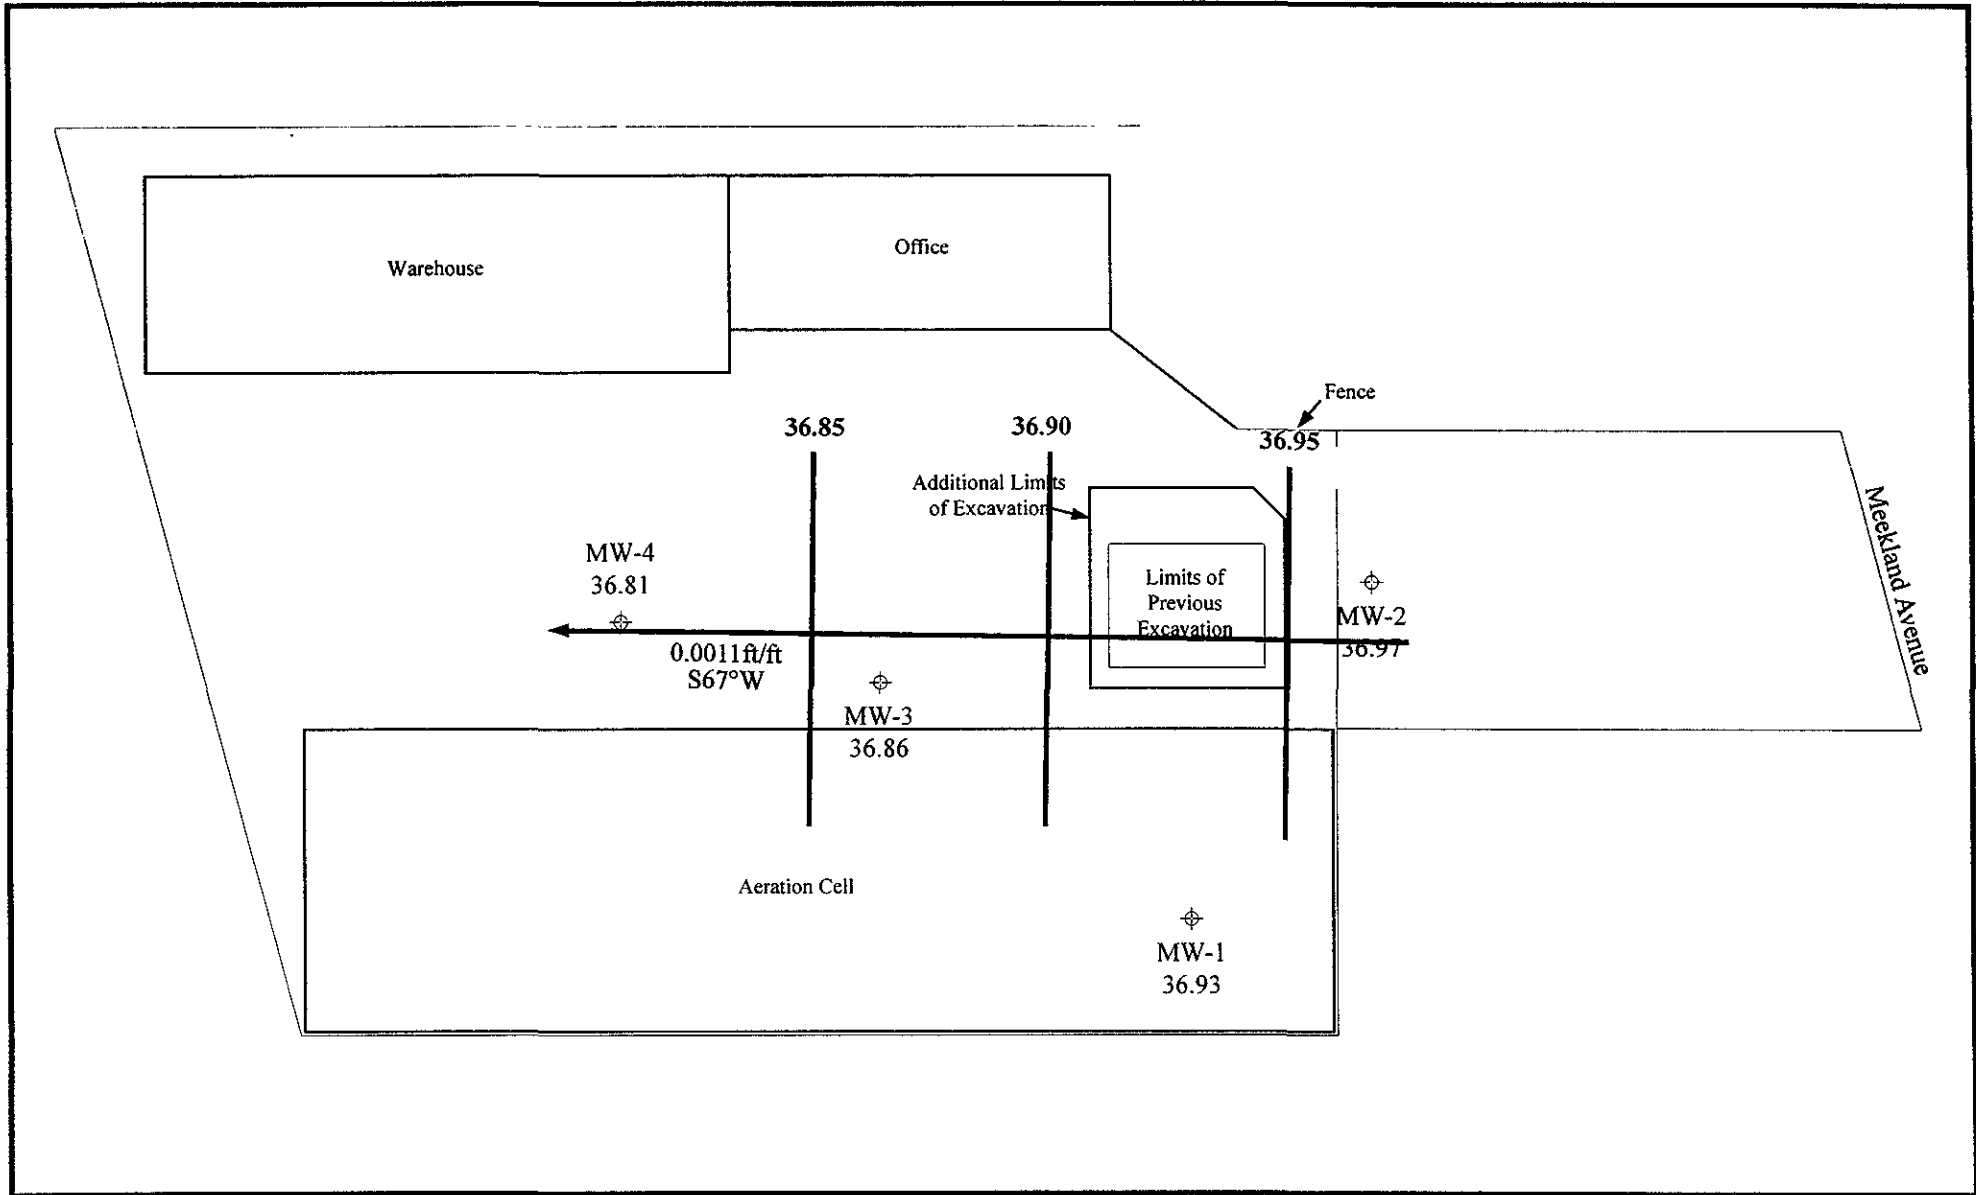 Office
Warehouse
Fence
36.85
36.90
36.95
Additional Limits
of Excavation
Meekland Avenue
MW-4
36.81
Limits of
Previous
Excavation
MW-2
36.97
0.0011ft/ft
S67°W
MW-3
36.86
Aeration Cell
MW-1
36.93